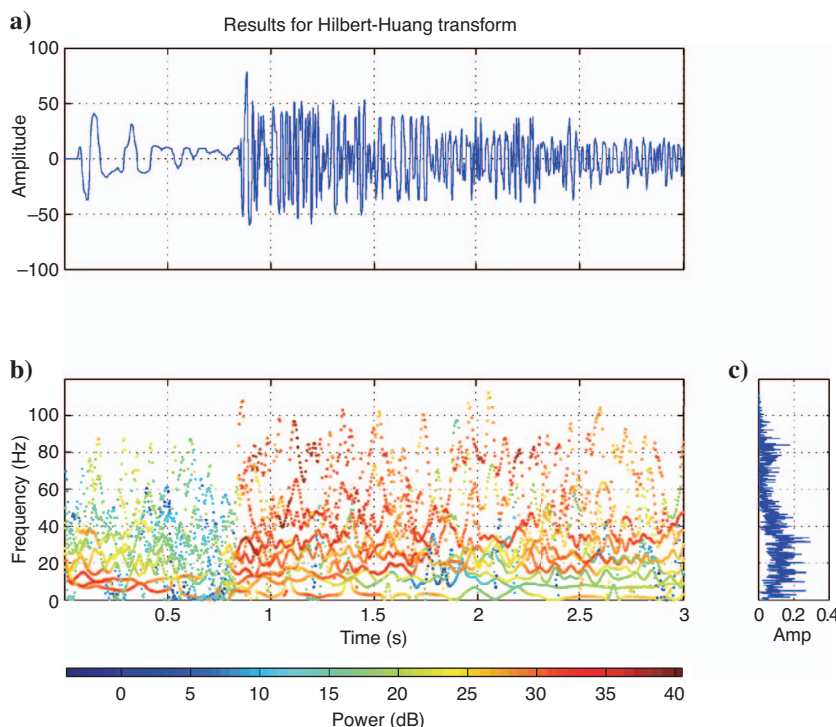 a)
Results for Hilbert-Huang transform
100
50
0
−50
−100
Amplitude
b)
100
80
60
40
20
0
Frequency (Hz)
0.5 1 1.5 2 2.5 3
Time (s)
c)
0 0.2 0.4
Amp
0 5 10 15 20 25 30 35 40
Power (dB)